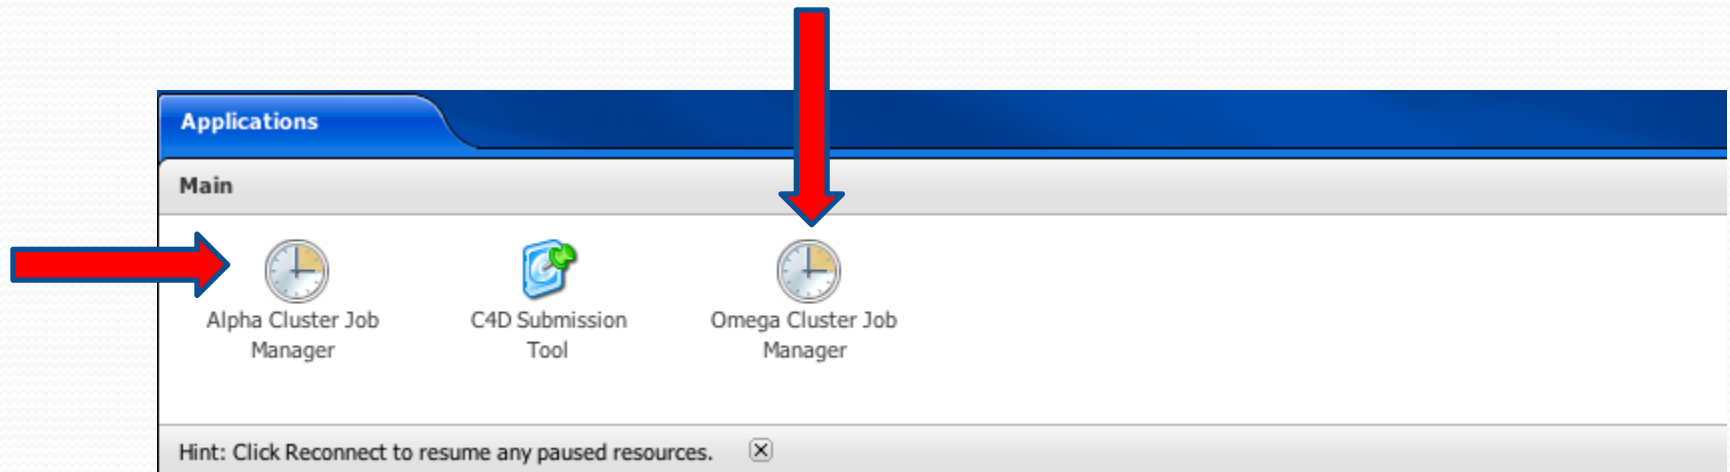 Applications
Main
Alpha Cluster Job
Manager
C4D Submission
Tool
Omega Cluster Job
Manager
Hint: Click Reconnect to resume any paused resources.